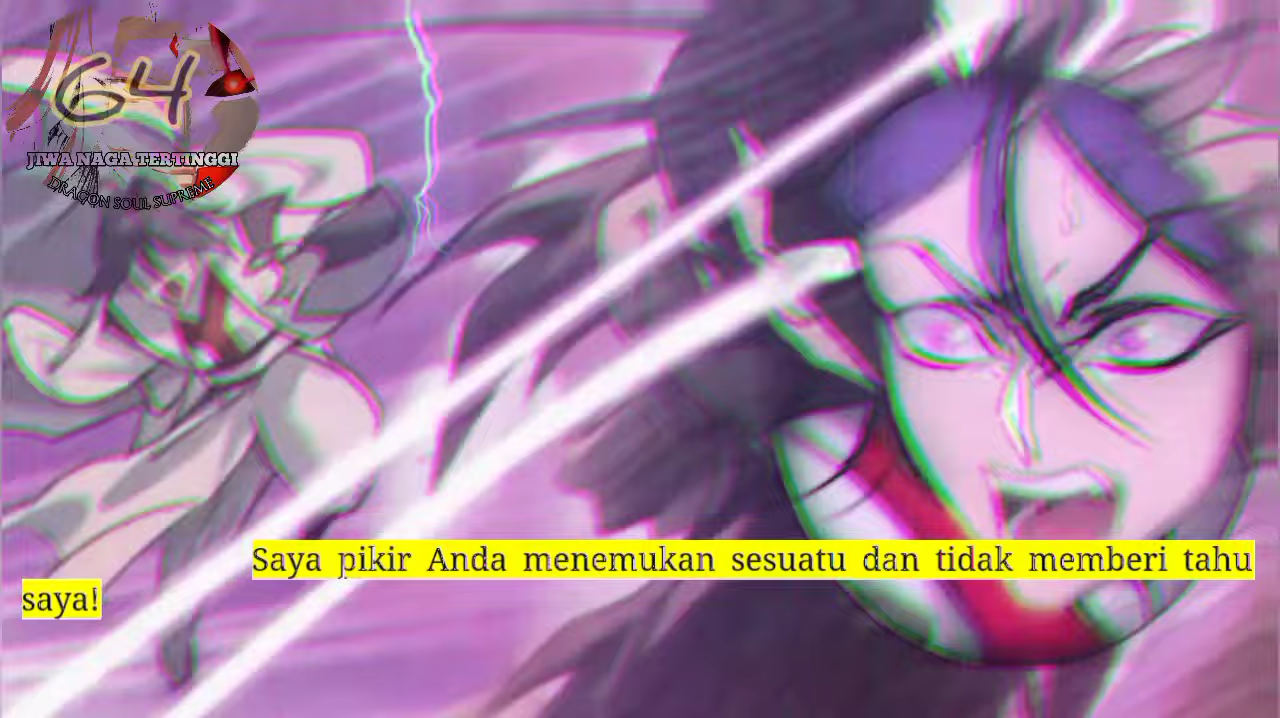 64
JIWA NAGA TERTINGGI
DRAGON SOUL SUPREME
Saya pikir Anda menemukan sesuatu dan tidak memberi tahu
saya!